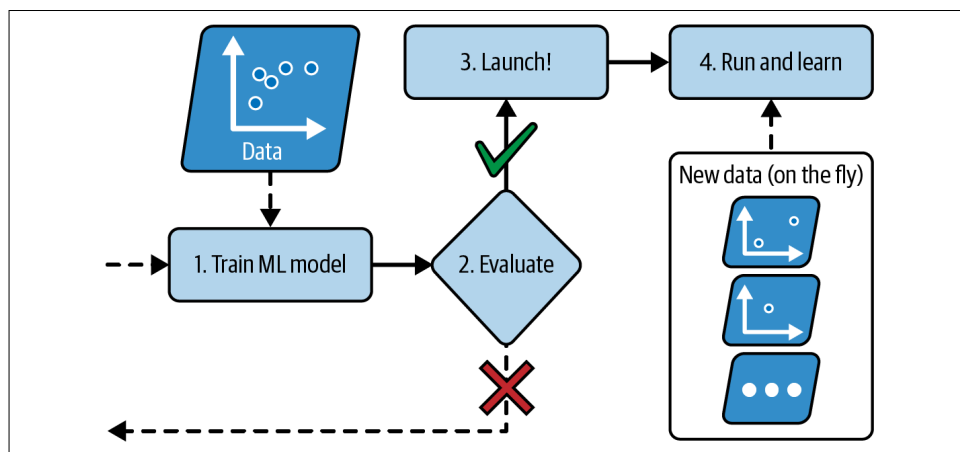 3. Launch!
4. Run and learn
Data
New data (on the fly)
1. Train ML model
2. Evaluate